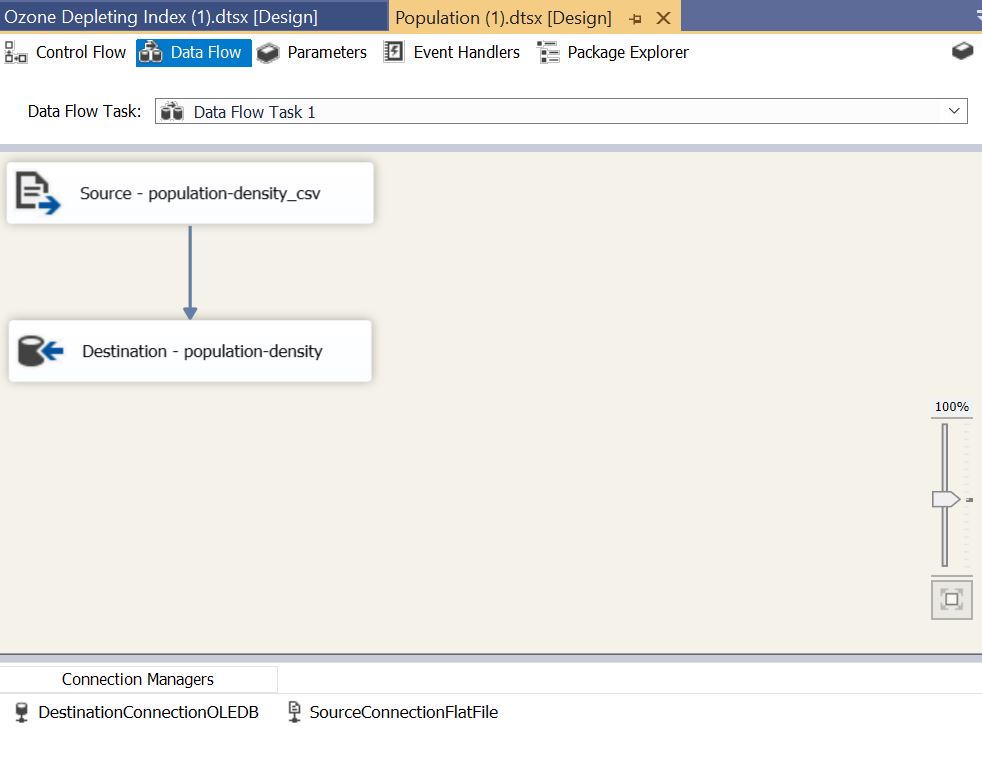 Ozone Depleting Index (1).dtsx [Design] Population (1).dtsx [Design]
Control Flow Data Flow Parameters Event Handlers Package Explorer
Data Flow Task: Data Flow Task 1
Source - population-density_csv
Destination - population-density
100%
Connection Managers
DestinationConnectionOLEDB SourceConnectionFlatFile